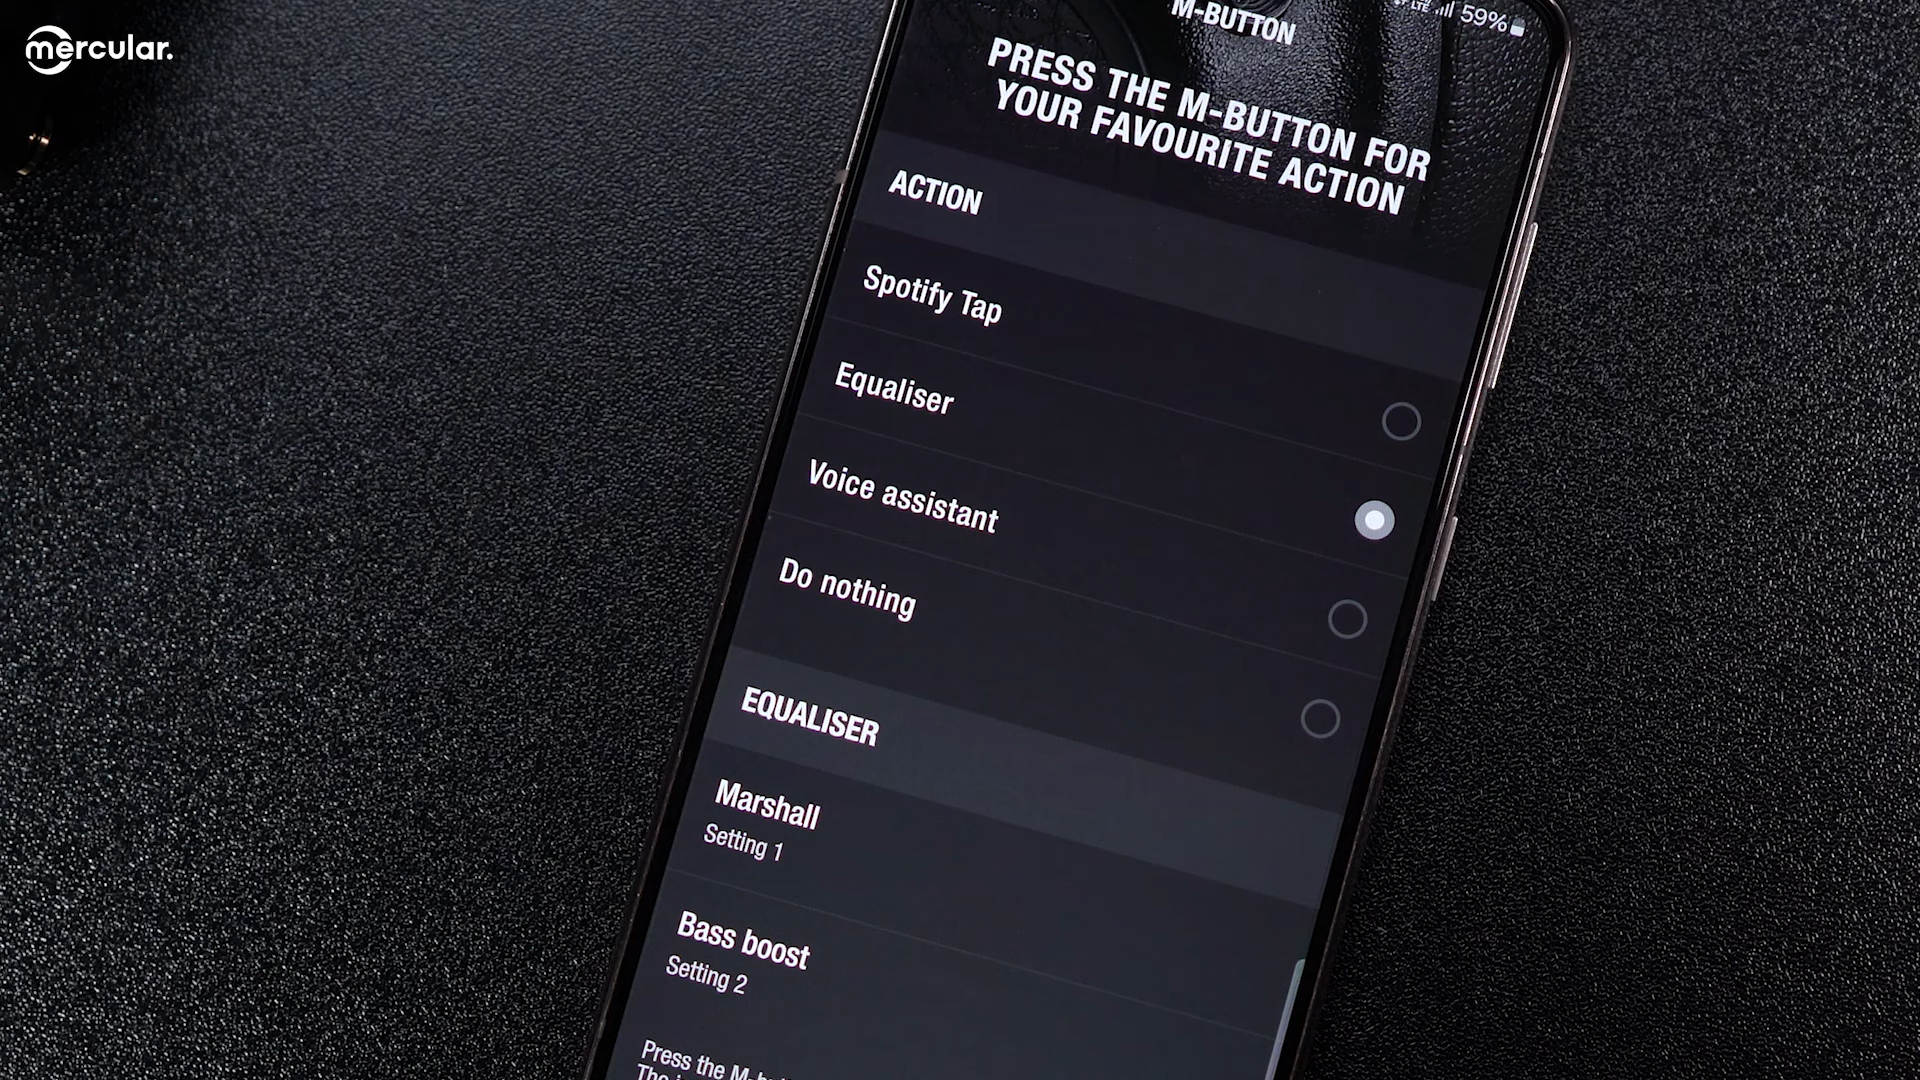 mercular.
LTE 59%
M-BUTTON
PRESS THE M-BUTTON FOR
YOUR FAVOURITE ACTION
ACTION
Spotify Tap
Equaliser
Voice assistant
Do nothing
EQUALISER
Marshall
Setting 1
Bass boost
Setting 2
Press the